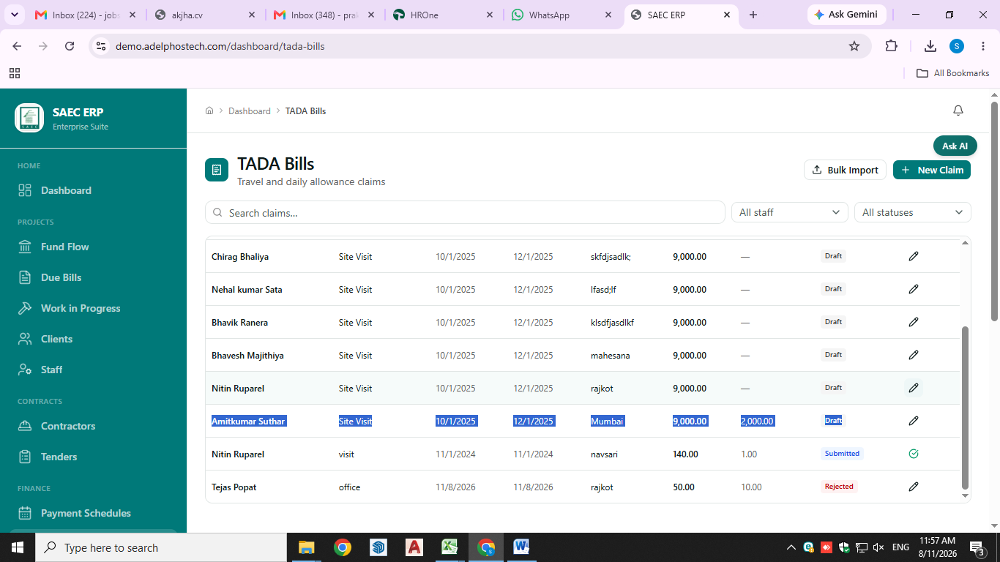 Inbox (224) - jobs
akjha.cv
Inbox (348) - pral
HROne
WhatsApp
SAEC ERP
Ask Gemini
demo.adelphostech.com/dashboard/tada-bills
S
All Bookmarks
SAEC ERP
Enterprise Suite
SAEC
HOME
Dashboard
PROJECTS
Fund Flow
Due Bills
Work in Progress
Clients
Staff
CONTRACTS
Contractors
Tenders
FINANCE
Payment Schedules
Dashboard > TADA Bills
Ask AI
TADA Bills
Travel and daily allowance claims
Bulk Import
+ New Claim
Search claims...
All staff
All statuses
Chirag Bhaliya Site Visit 10/1/2025 12/1/2025 skfdjsadlk; 9,000.00 — Draft
Nehal kumar Sata Site Visit 10/1/2025 12/1/2025 lfasd;lf 9,000.00 — Draft
Bhavik Ranera Site Visit 10/1/2025 12/1/2025 klsdfjasdlkf 9,000.00 — Draft
Bhavesh Majithiya Site Visit 10/1/2025 12/1/2025 mahesana 9,000.00 — Draft
Nitin Ruparel Site Visit 10/1/2025 12/1/2025 rajkot 9,000.00 — Draft
Amitkumar Suthar Site Visit 10/1/2025 12/1/2025 Mumbai 9,000.00 2,000.00 Draft
Nitin Ruparel visit 11/1/2024 11/1/2024 navsari 140.00 1.00 Submitted
Tejas Popat office 11/8/2026 11/8/2026 rajkot 50.00 10.00 Rejected
Type here to search
ENG
11:57 AM
8/11/2026
3